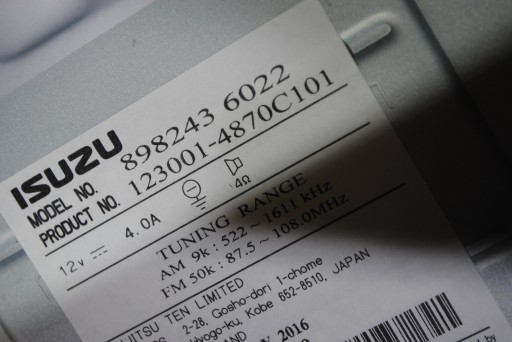 ISUZU
MODEL NO. 898243 6022
PRODUCT NO. 123001-4870C101
12v 4.0A 4Ω
TUNING RANGE
AM 9k : 522 ~ 1611 kHz
FM 50k : 87.5 ~ 108.0MHz
TEN LIMITED
2-28, Gosho-dori 1-chome
Kobe 652-8510, JAPAN
2016